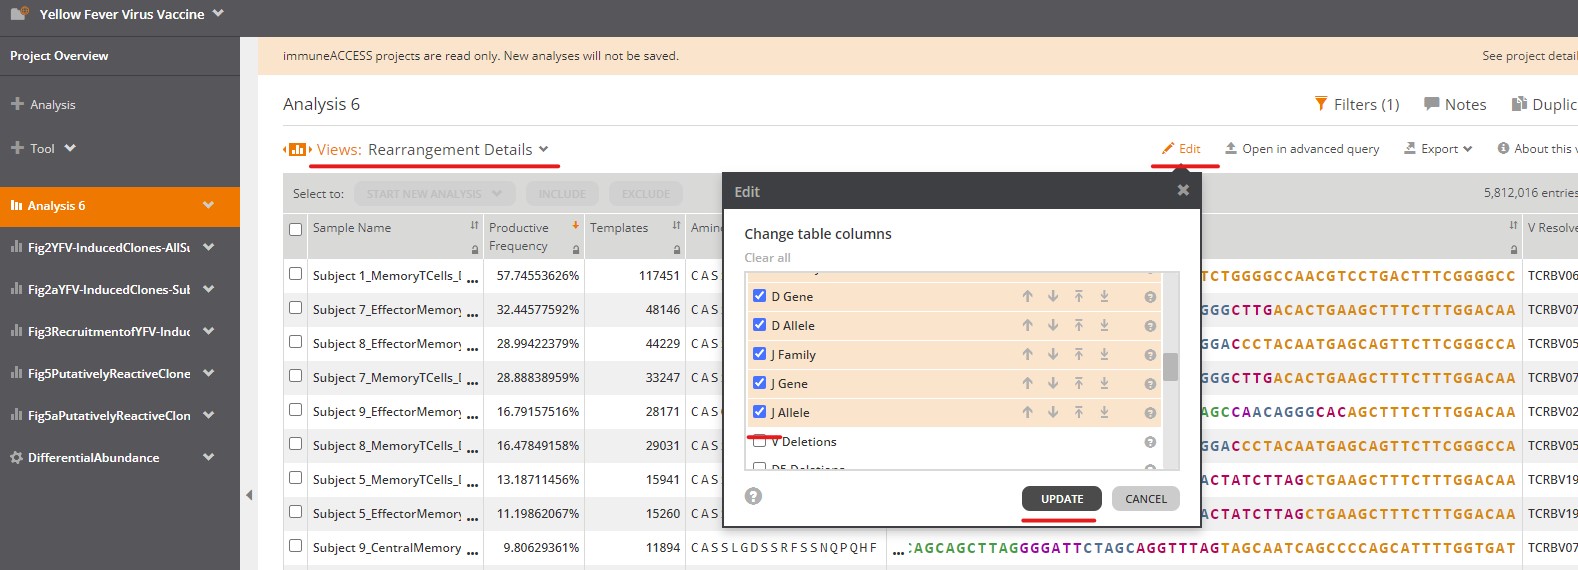 Yellow Fever Virus Vaccine
Project Overview
immuneACCESS projects are read only. New analyses will not be saved.
See project detail
Analysis
Analysis 6
Filters (1)
Notes
Duplic
Tool
Views: Rearrangement Details
Edit
Open in advanced query
Export
About this v
Select to:
START NEW ANALYSIS
INCLUDE
EXCLUDE
5,812,016 entries
Analysis 6
Fig2YFV-InducedClones-AllSu
Fig2aYFV-InducedClones-Sub
Fig3RecruitmentofYFV-Induc
Fig5PutativelyReactiveClone
Fig5aPutativelyReactiveClon
DifferentialAbundance
Sample Name
Productive
Frequency
Templates
Amin
V Resolve
Subject 1_MemoryTCells_D ... 57.74553626% 117451 CAS TCTGGGGCCAACGTCCTGACTTTCGGGGCC TCRBV06
Subject 7_EffectorMemory ... 32.44577592% 48146 CAS GGGCTTGACACTGAAGCTTTCTTTGGACAA TCRBV07
Subject 8_EffectorMemory ... 28.99422379% 44229 CAS GGACCCTACAATGAGCAGTTCTTCGGGCCA TCRBV05
Subject 7_MemoryTCells_D ... 28.88838959% 33247 CAS GGGCTTGACACTGAAGCTTTCTTTGGACAA TCRBV07
Subject 9_EffectorMemory ... 16.79157516% 28171 CAS AGCCAACAGGGCACAGCTTTCTTTGGACAA TCRBV02
Subject 8_MemoryTCells_D ... 16.47849158% 29031 CAS GGACCCTACAATGAGCAGTTCTTCGGGCCA TCRBV05
Subject 5_MemoryTCells_D ... 13.18711456% 15941 CAS ACTATCTTAGCTGAAGCTTTCTTTGGACAA TCRBV19
Subject 5_EffectorMemory ... 11.19862067% 15260 CAS ACTATCTTAGCTGAAGCTTTCTTTGGACAA TCRBV19
Subject 9_CentralMemory ... 9.80629361% 11894 CASSLGDSSRFSSNQPQHF ...CAGCAGCTTAGGGGATTCTAGCAGGTTTAGTAGCAATCAGCCCCAGCATTTTGGTGAT TCRBV07
Edit
Change table columns
Clear all
D Gene
D Allele
J Family
J Gene
J Allele
V Deletions
D5 Deletions
UPDATE
CANCEL